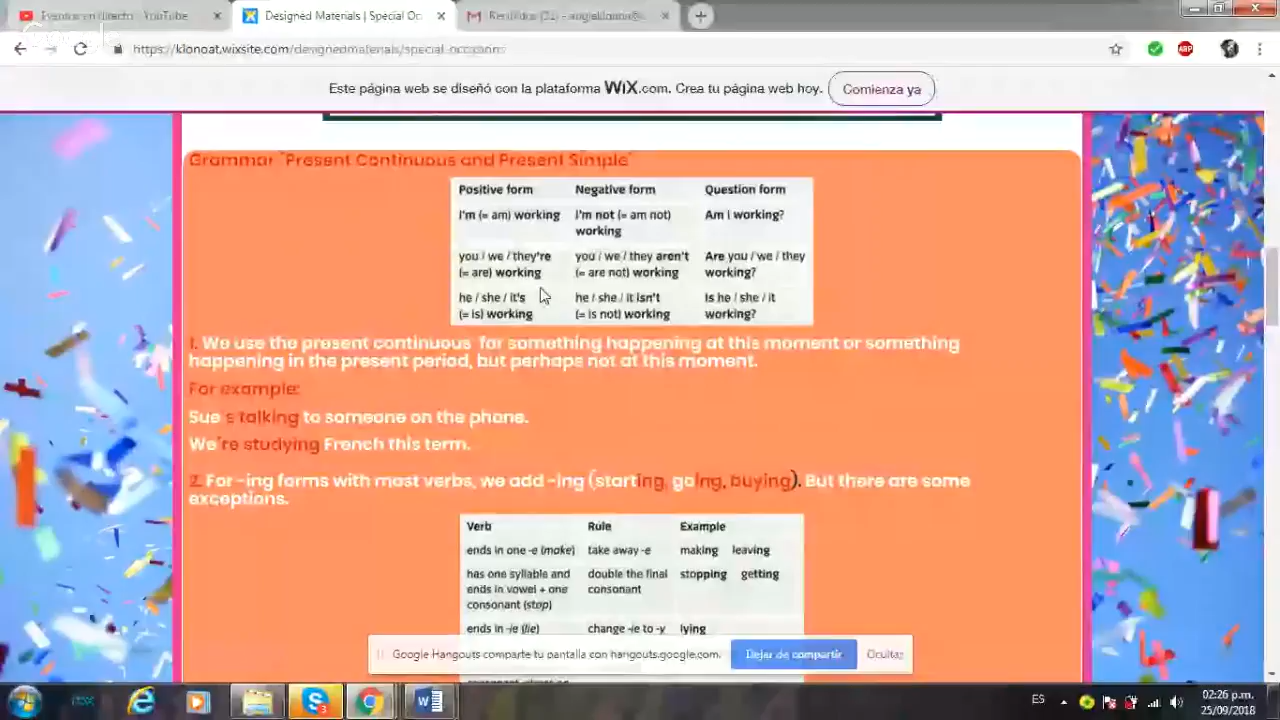 Eventos en directo - YouTube
Designed Materials | Special Oc
Recibidos
https://klonoat.wixsite.com/designedmaterials/special-occasions
Este página web se diseñó con la plataforma WiX.com. Crea tu página web hoy.
Comienza ya
Grammar "Present Continuous and Present Simple"
Positive form Negative form Question form
I'm (= am) working I'm not (= am not) working Am I working?
you / we / they're (= are) working you / we / they aren't (= are not) working Are you / we / they working?
he / she / it's (= is) working he / she / it isn't (= is not) working Is he / she / it working?
1. We use the present continuous for something happening at this moment or something
happening in the present period, but perhaps not at this moment.
For example:
Sue s talking to someone on the phone.
We're studying French this term.
2. For -ing forms with most verbs, we add -ing (starting, going, buying). But there are some
exceptions.
Verb Rule Example
ends in one -e (make) take away -e making leaving
has one syllable and ends in vowel + one consonant (stop) double the final consonant stopping getting
ends in -ie (lie) change -ie to -y lying
Google Hangouts comparte tu pantalla con hangouts.google.com.
Dejar de compartir
Ocultar
ES
02:26 p.m.
25/09/2018